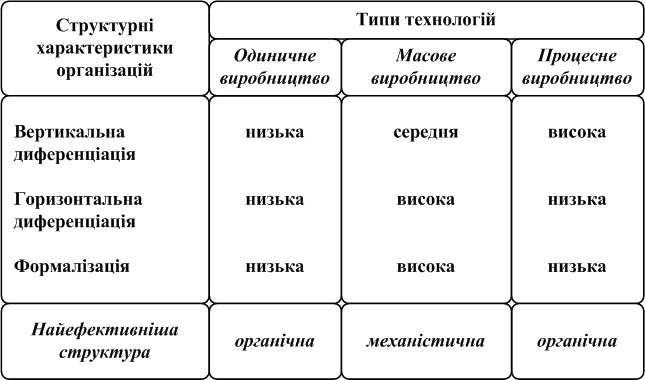 Структурні
характеристики
організацій
Типи технологій
Одиничне
виробництво
Масове
виробництво
Процесне
виробництво
Вертикальна
диференціація
низька
середня
висока
Горизонтальна
диференціація
низька
висока
низька
Формалізація
низька
висока
низька
Найефективніша
структура
органічна
механістична
органічна